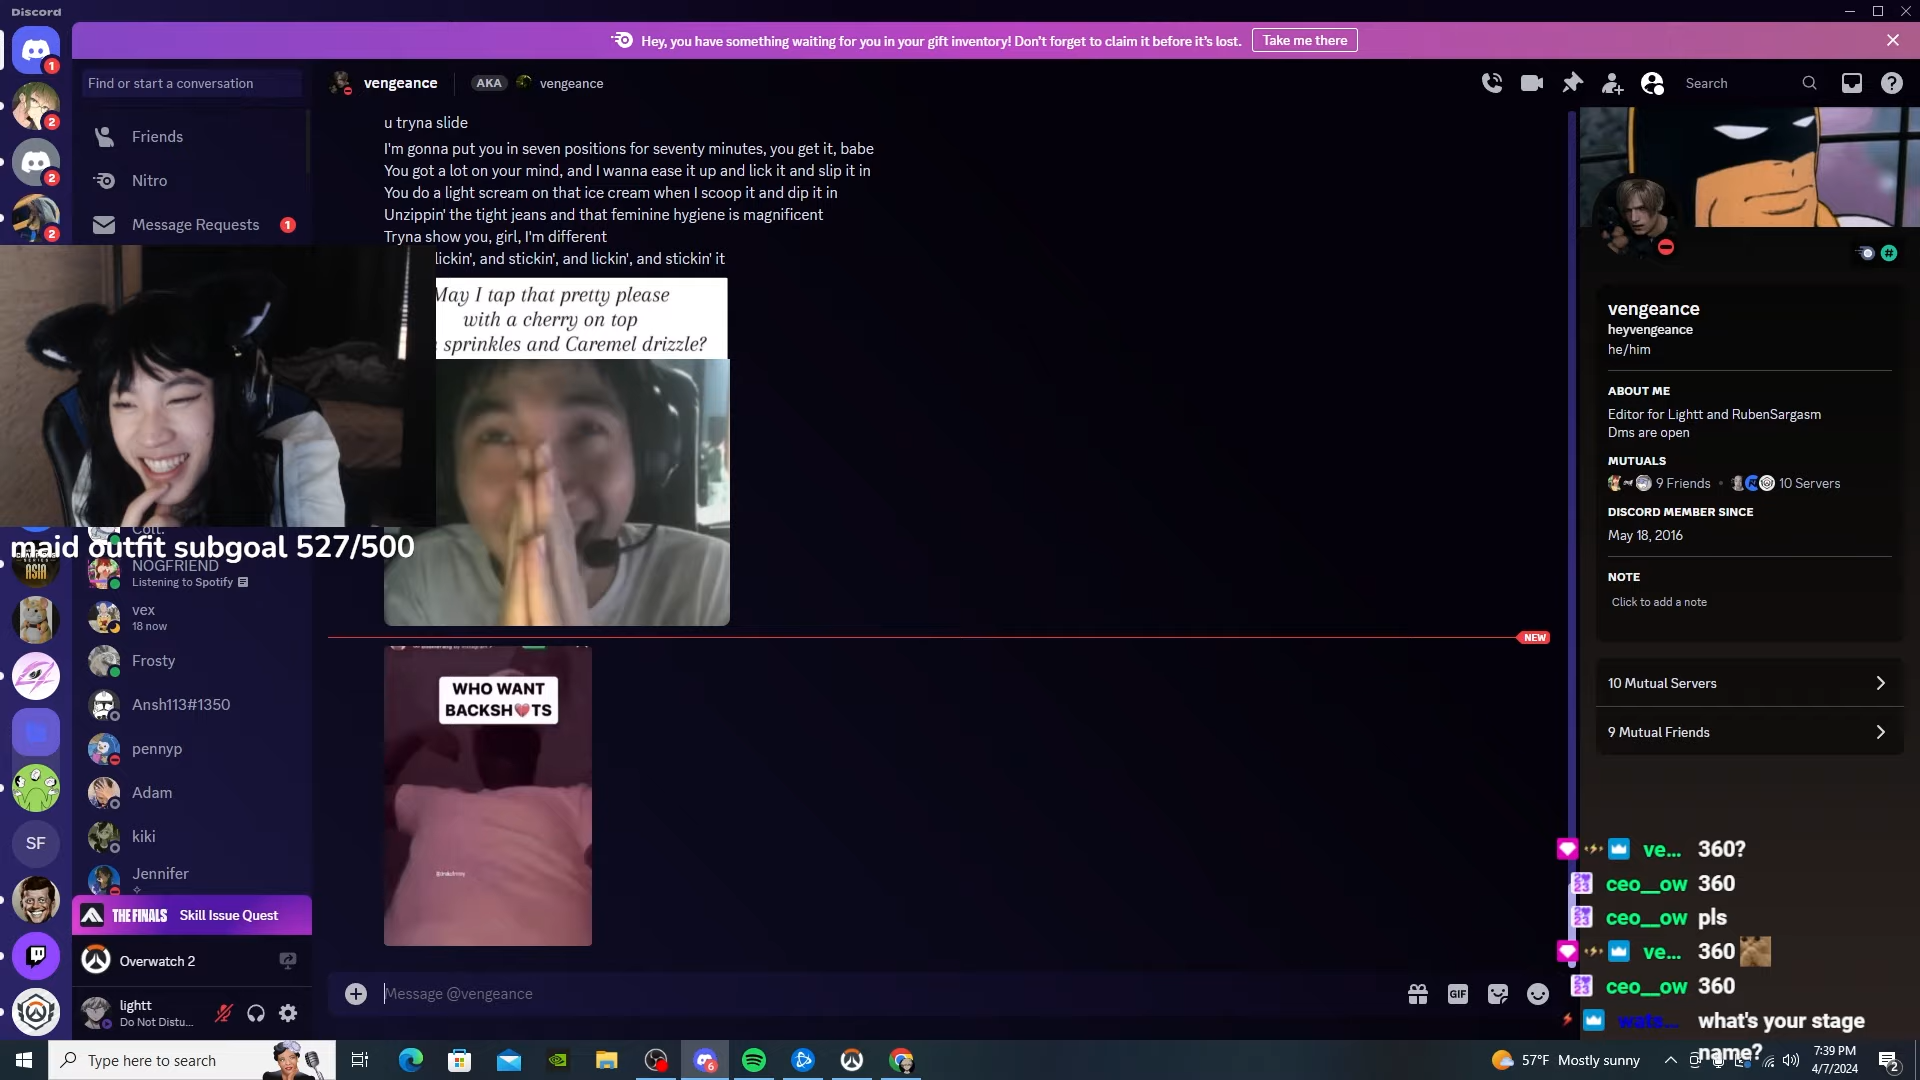 Discord
Hey, you have something waiting for you in your gift inventory! Don't forget to claim it before it's lost.
Take me there
1
2
2
2
Find or start a conversation
Friends
Nitro
Message Requests
1
vengeance
AKA
vengeance
Search
u tryna slide
I'm gonna put you in seven positions for seventy minutes, you get it, babe
You got a lot on your mind, and I wanna ease it up and lick it and slip it in
You do a light scream on that ice cream when I scoop it and dip it in
Unzippin' the tight jeans and that feminine hygiene is magnificent
Tryna show you, girl, I'm different
lickin', and stickin', and lickin', and stickin' it
May I tap that pretty please
with a cherry on top
sprinkles and Caremel drizzle?
maid outfit subgoal 527/500
ASIA
NOGFRIEND
Listening to Spotify
vex
18 now
Frosty
Ansh113#1350
pennyp
Adam
kiki
Jennifer
SF
THE FINALS
Skill Issue Quest
Overwatch 2
lightt
Do Not Distu...
NEW
WHO WANT
BACKSH💔TS
Message @vengeance
GIF
vengeance
heyvengeance
he/him
ABOUT ME
Editor for Lightt and RubenSargasm
Dms are open
MUTUALS
9 Friends • 10 Servers
DISCORD MEMBER SINCE
May 18, 2016
NOTE
Click to add a note
10 Mutual Servers
9 Mutual Friends
ve... 360?
ceo__ow 360
ceo__ow pls
ve... 360
ceo__ow 360
what's your stage
name?
Type here to search
6
57°F Mostly sunny
7:39 PM
4/7/2024
2